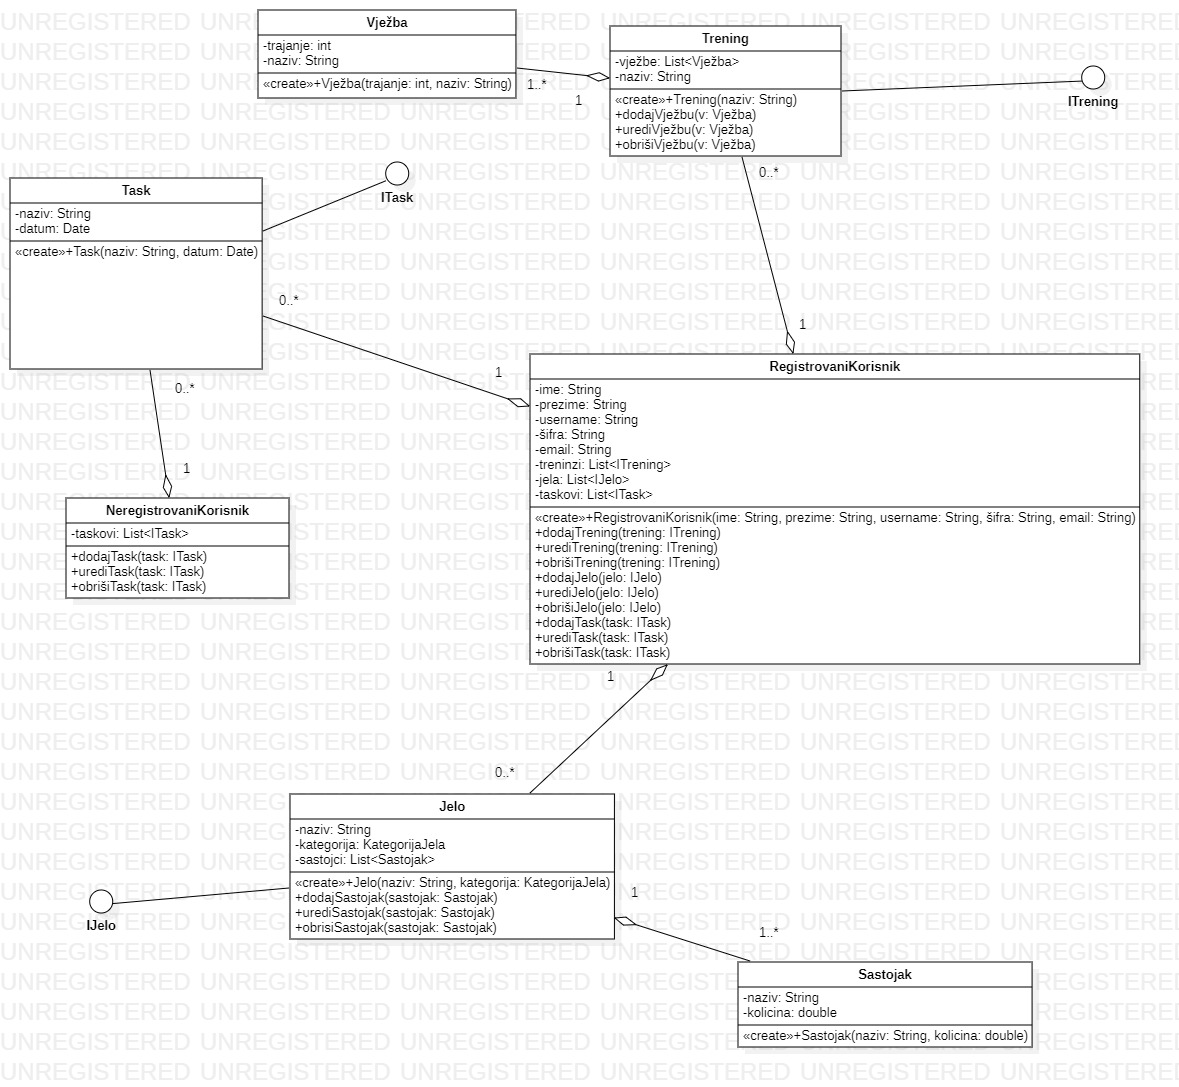 Vježba
-trajanje: int
-naziv: String
«create»+Vježba(trajanje: int, naziv: String)
1..*
1
Trening
-vježbe: List<Vježba>
-naziv: String
«create»+Trening(naziv: String)
+dodajVježbu(v: Vježba)
+urediVježbu(v: Vježba)
+obrišiVježbu(v: Vježba)
ITrening
0..*
1
Task
-naziv: String
-datum: Date
«create»+Task(naziv: String, datum: Date)
ITask
0..*
1
0..*
1
NeregistrovaniKorisnik
-taskovi: List<ITask>
+dodajTask(task: ITask)
+urediTask(task: ITask)
+obrišiTask(task: ITask)
RegistrovaniKorisnik
-ime: String
-prezime: String
-username: String
-šifra: String
-email: String
-treninzi: List<ITrening>
-jela: List<IJelo>
-taskovi: List<ITask>
«create»+RegistrovaniKorisnik(ime: String, prezime: String, username: String, šifra: String, email: String)
+dodajTrening(trening: ITrening)
+urediTrening(trening: ITrening)
+obrišiTrening(trening: ITrening)
+dodajJelo(jelo: IJelo)
+urediJelo(jelo: IJelo)
+obrišiJelo(jelo: IJelo)
+dodajTask(task: ITask)
+urediTask(task: ITask)
+obrišiTask(task: ITask)
1
0..*
Jelo
-naziv: String
-kategorija: KategorijaJela
-sastojci: List<Sastojak>
«create»+Jelo(naziv: String, kategorija: KategorijaJela)
+dodajSastojak(sastojak: Sastojak)
+urediSastojak(sastojak: Sastojak)
+obrisiSastojak(sastojak: Sastojak)
IJelo
1
1..*
Sastojak
-naziv: String
-kolicina: double
«create»+Sastojak(naziv: String, kolicina: double)
UNREGISTERED